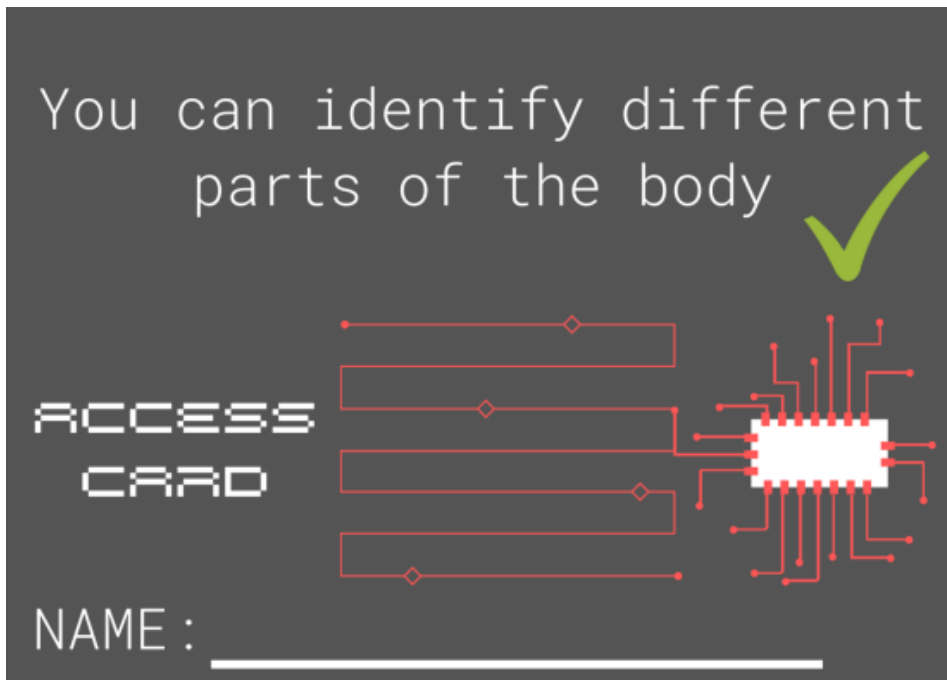 You can identify different
parts of the body
ACCESS
CARD
NAME: